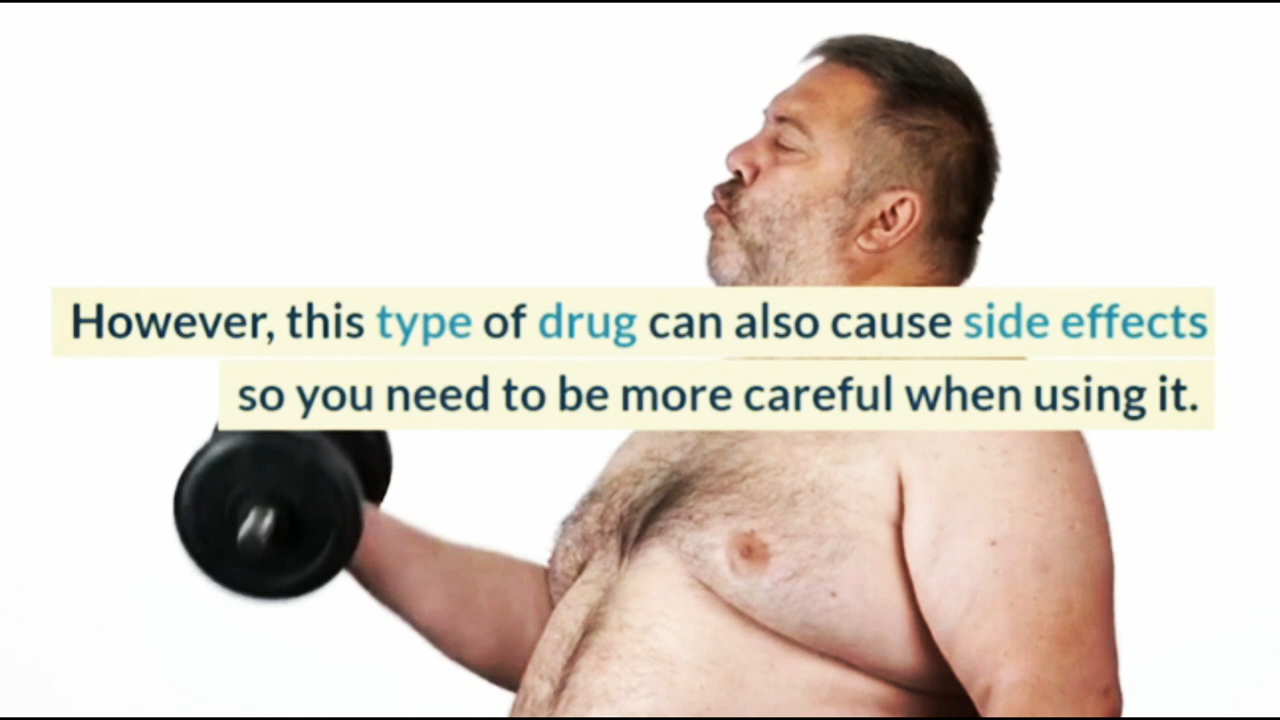 However, this type of drug can also cause side effects
so you need to be more careful when using it.